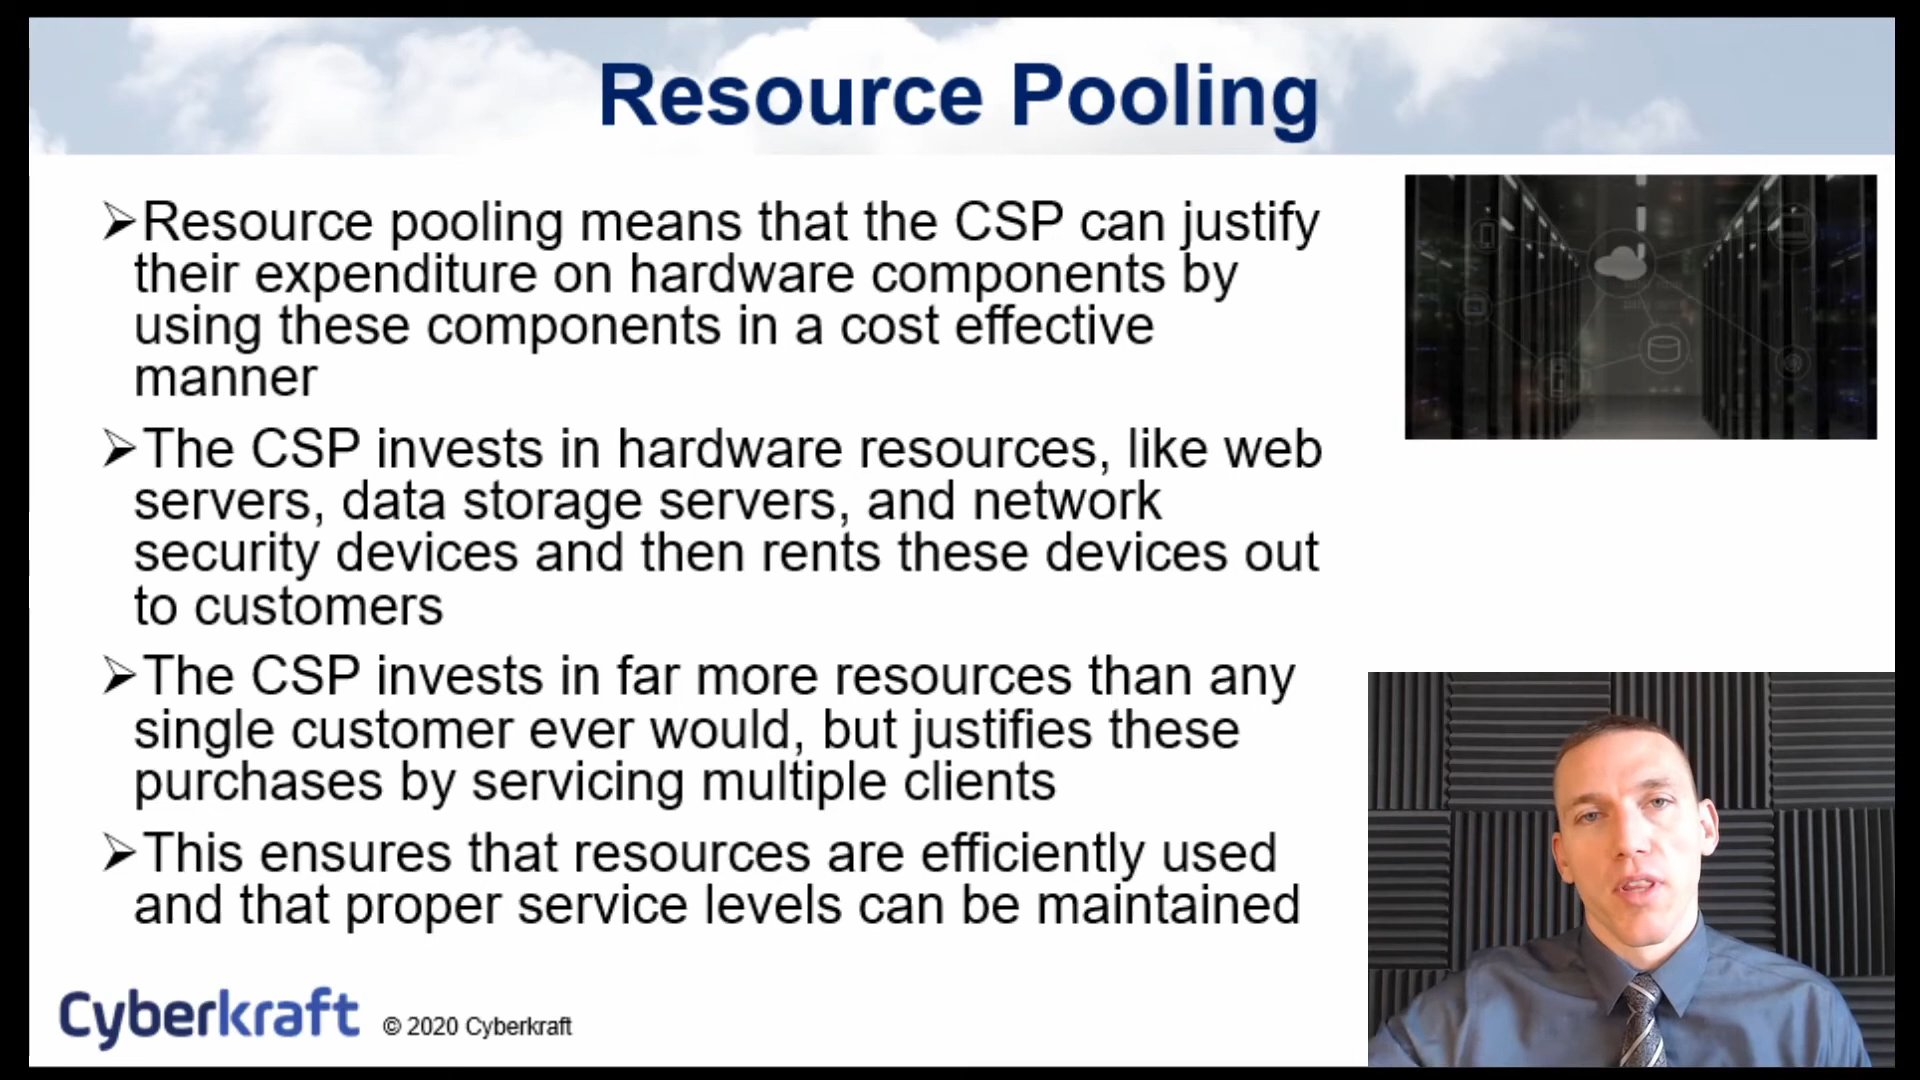 Resource Pooling
➢Resource pooling means that the CSP can justify
their expenditure on hardware components by
using these components in a cost effective
manner
➢The CSP invests in hardware resources, like web
servers, data storage servers, and network
security devices and then rents these devices out
to customers
➢The CSP invests in far more resources than any
single customer ever would, but justifies these
purchases by servicing multiple clients
➢This ensures that resources are efficiently used
and that proper service levels can be maintained
Cyberkraft © 2020 Cyberkraft